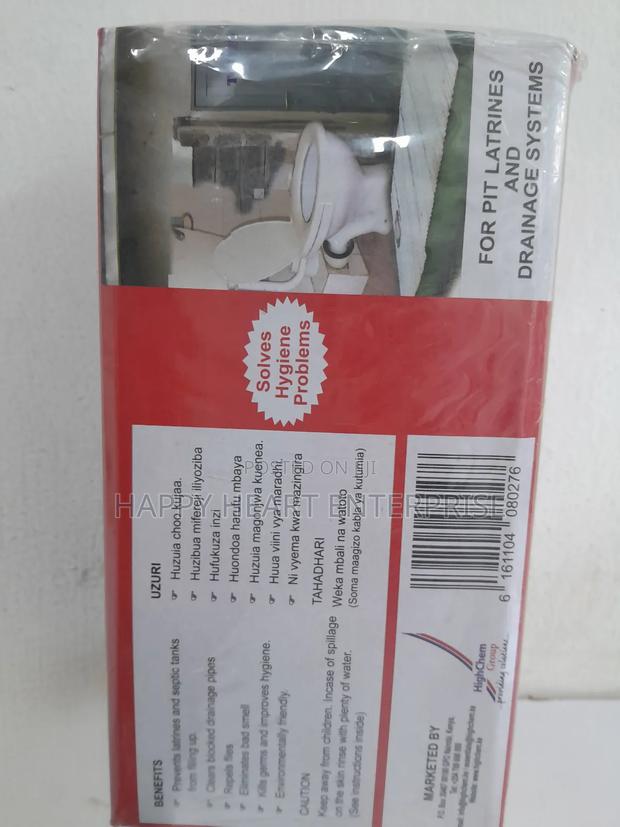 FOR PIT LATRINES
AND
DRAINAGE SYSTEMS
Solves
Hygiene
Problems
BENEFITS
Prevents latrines and septic tanks
from filling up.
Clears blocked drainage pipes
Repels flies
Eliminates bad smell
Kills germs and improves hygiene.
Environmentally friendly.
CAUTION
Keep away from children. Incase of spillage
on the skin rinse with plenty of water.
(See instructions inside)
UZURI
Huzuia choo kujaa.
Huzibua mifereji iliyoziba
Hufukuza inzi
Huondoa harufu mbaya
Huzuia magonjwa kuenea.
Huua viini vya maradhi.
Ni vyema kwa mazingira
TAHADHARI
Weka mbali na watoto
(Soma maagizo kabla ya kutumia)
MARKETED BY
HighChem
Group
...providing solutions...
6 161104 080276
POSTED ON JIJI
HAPPY HEART ENTERPRISE